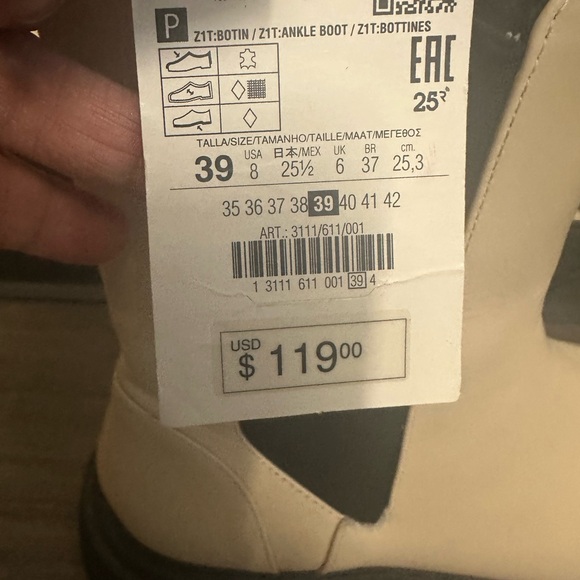 P
Z1T:BOTIN / Z1T:ANKLE BOOT / Z1T:BOTTINES
EAC
25
TALLA/SIZE/TAMANHO/TAILLE/MAAT/ΜΕΓΕΘΟΣ
USA 日本/MEX UK BR cm.
39 8 25½ 6 37 25,3
35 36 37 38 39 40 41 42
ART.: 3111/611/001
1 3111 611 001 39 4
USD
$ 11900